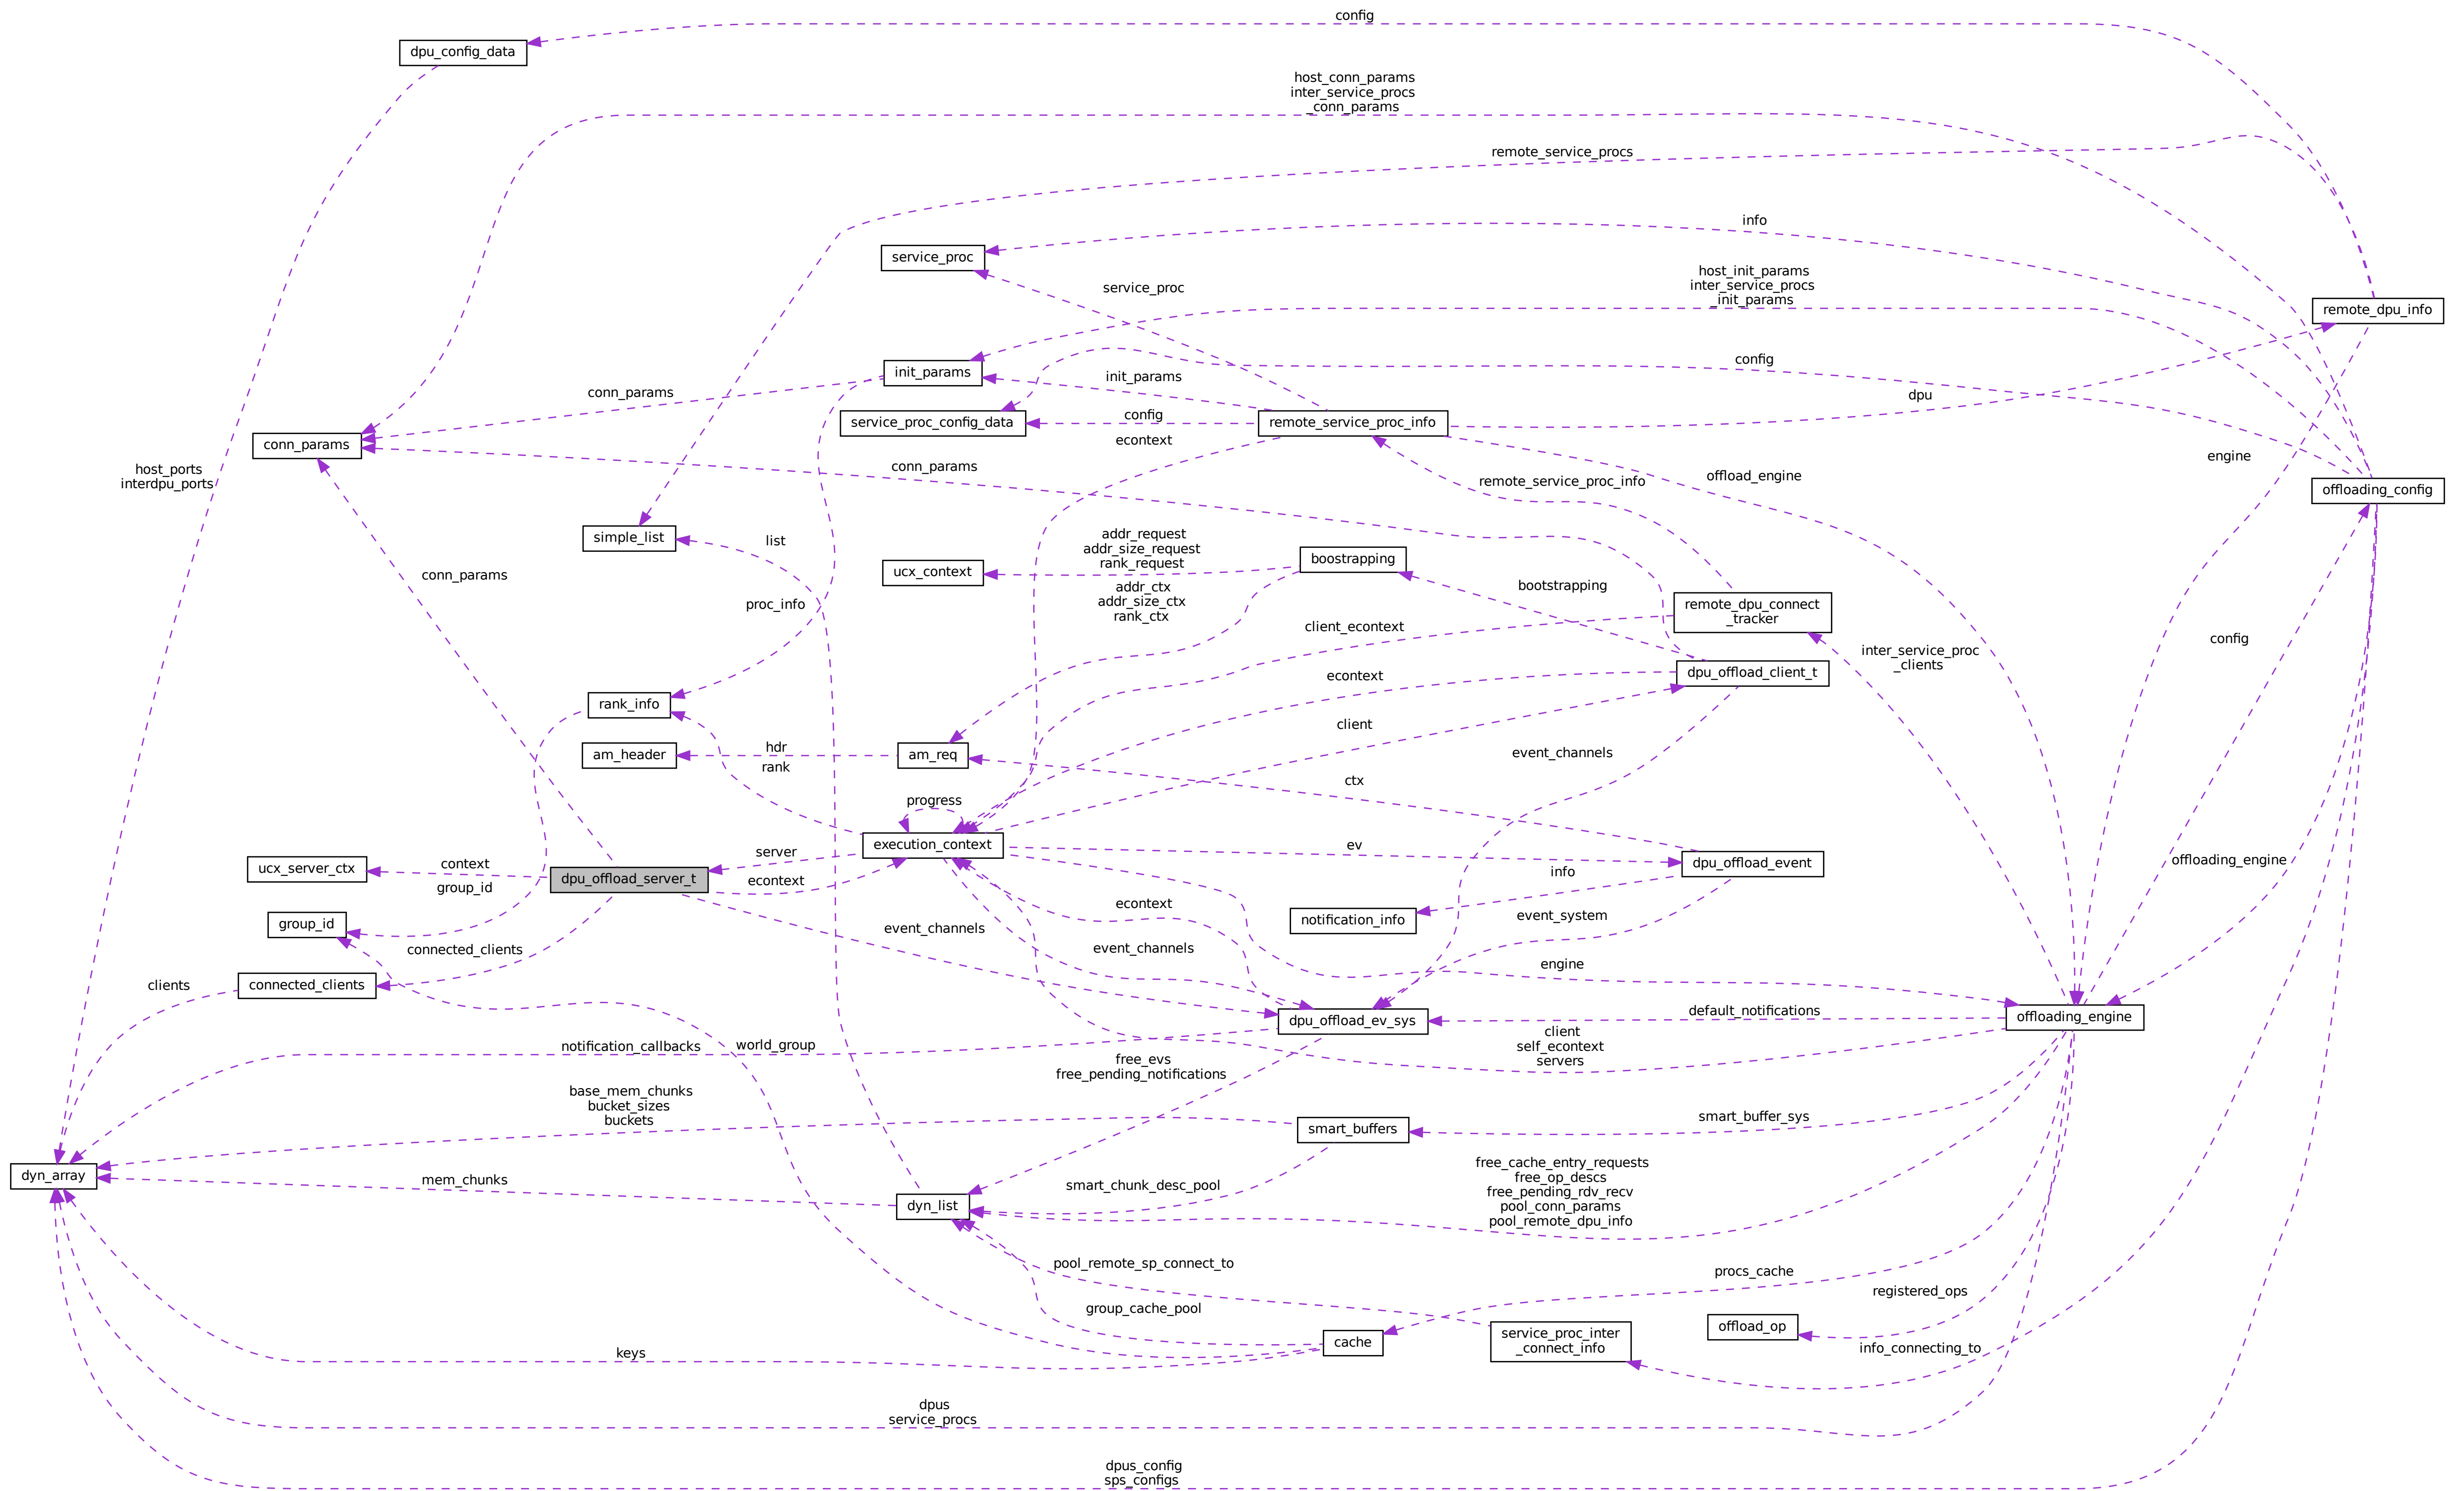 config
dpu_config_data
host_conn_params
inter_service_procs
_conn_params
remote_service_procs
info
service_proc
host_init_params
inter_service_procs
_init_params
service_proc
remote_dpu_info
config
init_params
init_params
conn_params
dpu
config
service_proc_config_data
remote_service_proc_info
econtext
conn_params
engine
host_ports
interdpu_ports
conn_params
offload_engine
remote_service_proc_info
offloading_config
simple_list
list
addr_request
addr_size_request
rank_request
boostrapping
ucx_context
conn_params
bootstrapping
addr_ctx
addr_size_ctx
rank_ctx
proc_info
remote_dpu_connect
_tracker
client_econtext
config
inter_service_proc
_clients
econtext
dpu_offload_client_t
rank_info
client
hdr
am_header
am_req
event_channels
rank
ctx
progress
execution_context
server
ev
context
ucx_server_ctx
dpu_offload_server_t
econtext
dpu_offload_event
offloading_engine
group_id
info
econtext
notification_info
event_system
group_id
event_channels
connected_clients
event_channels
engine
clients
connected_clients
default_notifications
dpu_offload_ev_sys
offloading_engine
client
self_econtext
servers
notification_callbacks
world_group
free_evs
free_pending_notifications
base_mem_chunks
bucket_sizes
buckets
smart_buffer_sys
smart_buffers
dyn_array
mem_chunks
smart_chunk_desc_pool
free_cache_entry_requests
free_op_descs
free_pending_rdv_recv
pool_conn_params
pool_remote_dpu_info
dyn_list
pool_remote_sp_connect_to
procs_cache
registered_ops
group_cache_pool
offload_op
cache
service_proc_inter
_connect_info
info_connecting_to
keys
dpus
service_procs
dpus_config
sps_configs